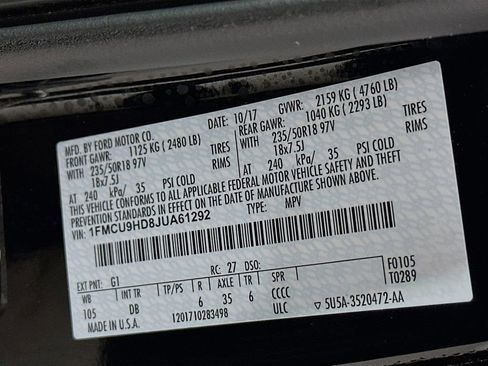 MFD. BY FORD MOTOR CO. DATE: 10/17 GVWR: 2159 KG (4760 LB)
FRONT GAWR: 1125 KG (2480 LB) REAR GAWR: 1040 KG (2293 LB)
WITH 235/50R18 97V TIRES WITH 235/50R18 97V TIRES
18x7.5J RIMS 18x7.5J RIMS
AT 240 kPa/ 35 PSI COLD AT 240 kPa/ 35 PSI COLD
THIS VEHICLE CONFORMS TO ALL APPLICABLE FEDERAL MOTOR VEHICLE SAFETY AND THEFT
PREVENTION STANDARDS IN EFFECT ON THE DATE OF MANUFACTURE SHOWN ABOVE.
VIN: 1FMCU9HD8JUA61292 TYPE: MPV
EXT PNT: G1 RC: 27 DSO: F0105
WB INT TR TP/PS R AXLE TR SPR T0289
105 DB 6 35 6 CCCC
MADE IN U.S.A. 1201710283498 ULC 5U5A-3520472-AA